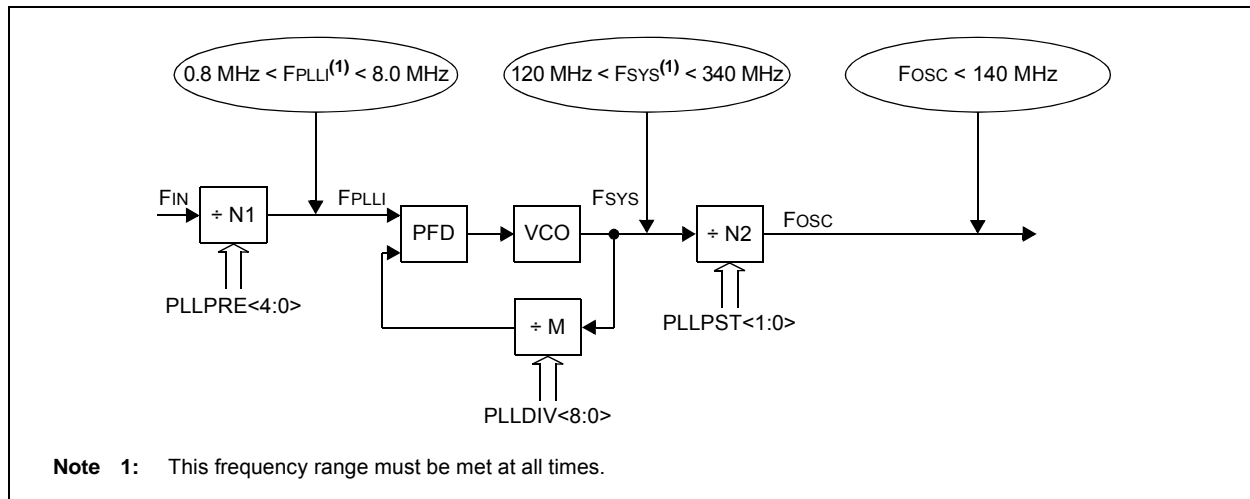 0.8 MHz < FPLLI(1) < 8.0 MHz
120 MHz < FSYS(1) < 340 MHz
FOSC < 140 MHz
FIN
÷ N1
FPLLI
PFD
VCO
FSYS
÷ N2
FOSC
PLLPRE<4:0>
÷ M
PLLPST<1:0>
PLLDIV<8:0>
Note 1: This frequency range must be met at all times.